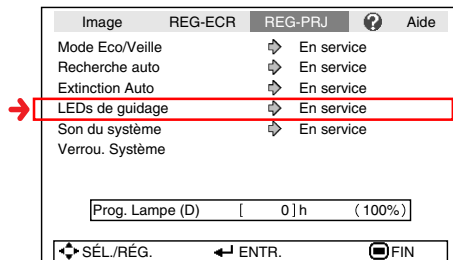 Image REG-ECR REG-PRJ ? Aide
Mode Eco/Veille En service
Recherche auto En service
Extinction Auto En service
LEDs de guidage En service
Son du système En service
Verrou. Système
Prog. Lampe (D) [ 0 ] h (100%)
SÉL./RÉG. ENTR. FIN